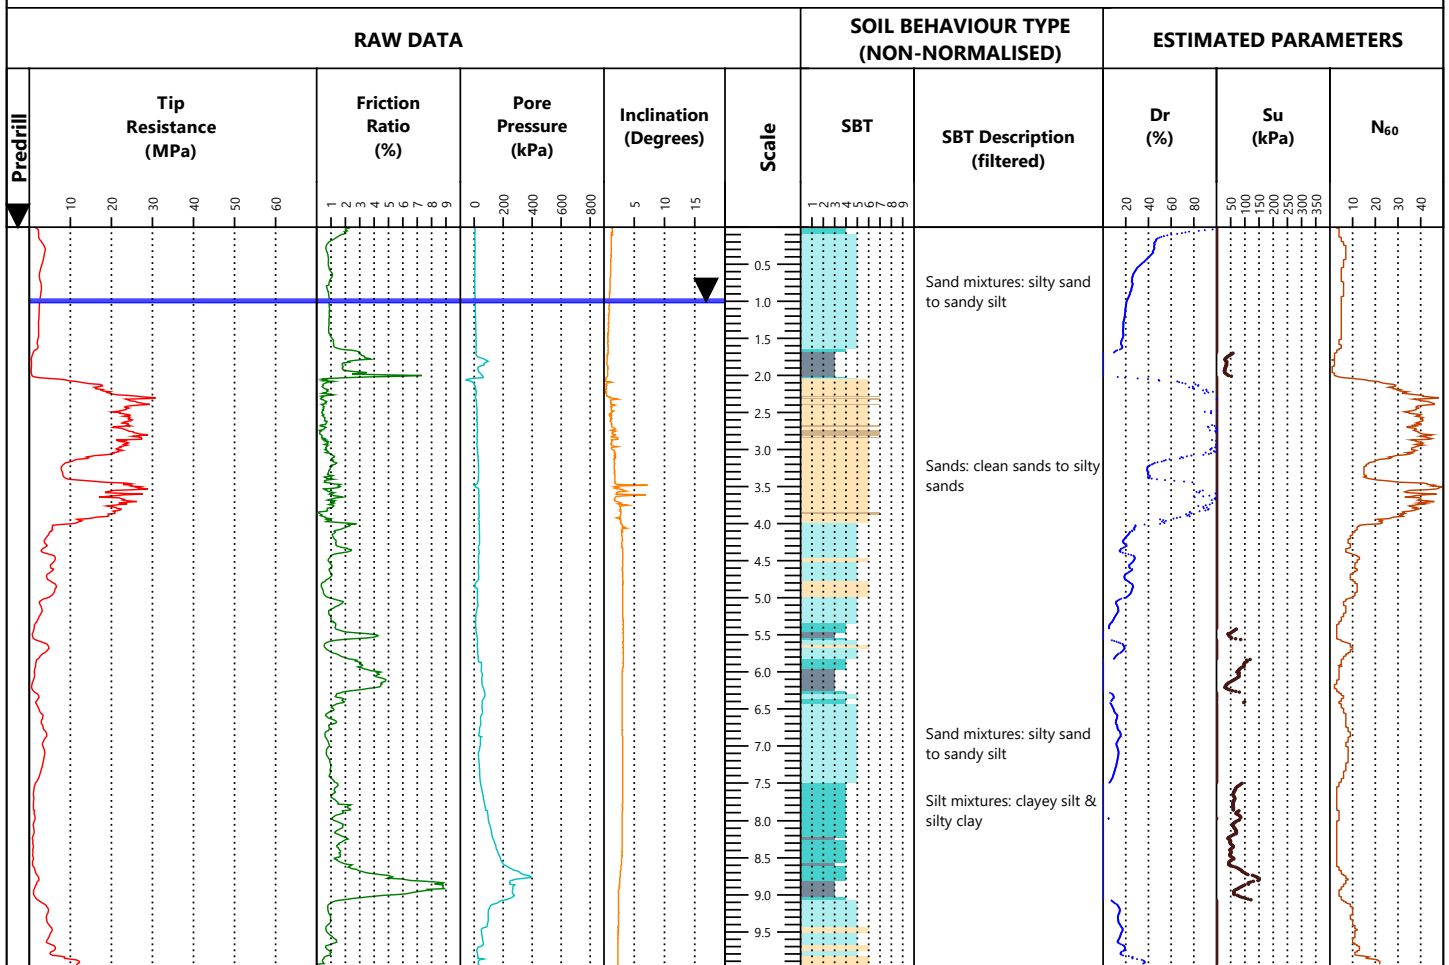 RAW DATA
SOIL BEHAVIOUR TYPE
(NON-NORMALISED)
ESTIMATED PARAMETERS
Predrill
Tip
Resistance
(MPa)
Friction
Ratio
(%)
Pore
Pressure
(kPa)
Inclination
(Degrees)
Scale
SBT
SBT Description
(filtered)
Dr
(%)
Su
(kPa)
N₆₀
10 20 30 40 50 60
1 2 3 4 5 6 7 8 9
0 200 400 600 800
5 10 15
1 2 3 4 5 6 7 8 9
20 40 60 80
50 100 150 200 250 300 350
10 20 30 40
0.5
1.0
1.5
2.0
2.5
3.0
3.5
4.0
4.5
5.0
5.5
6.0
6.5
7.0
7.5
8.0
8.5
9.0
9.5
Sand mixtures: silty sand
to sandy silt
Sands: clean sands to silty
sands
Sand mixtures: silty sand
to sandy silt
Silt mixtures: clayey silt &
silty clay